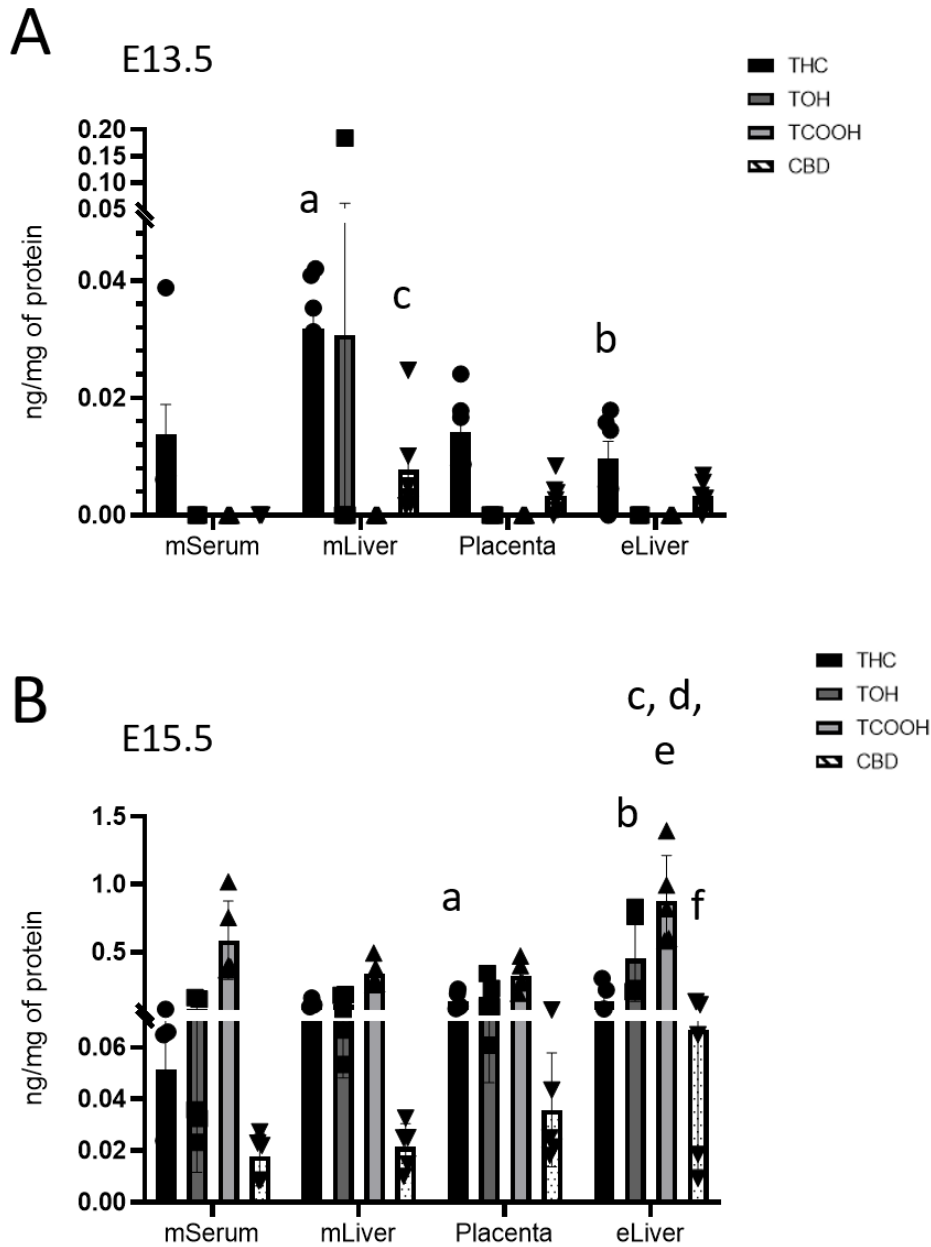 A
E13.5
THC
TOH
TCOOH
CBD
0.20
0.15
0.10
0.05
0.04
0.02
0.00
ng/mg of protein
a
c
b
mSerum mLiver Placenta eLiver
B
E15.5
THC
TOH
TCOOH
CBD
c, d,
e
b
a
f
1.5
1.0
0.5
0.06
0.04
0.02
0.00
ng/mg of protein
mSerum mLiver Placenta eLiver